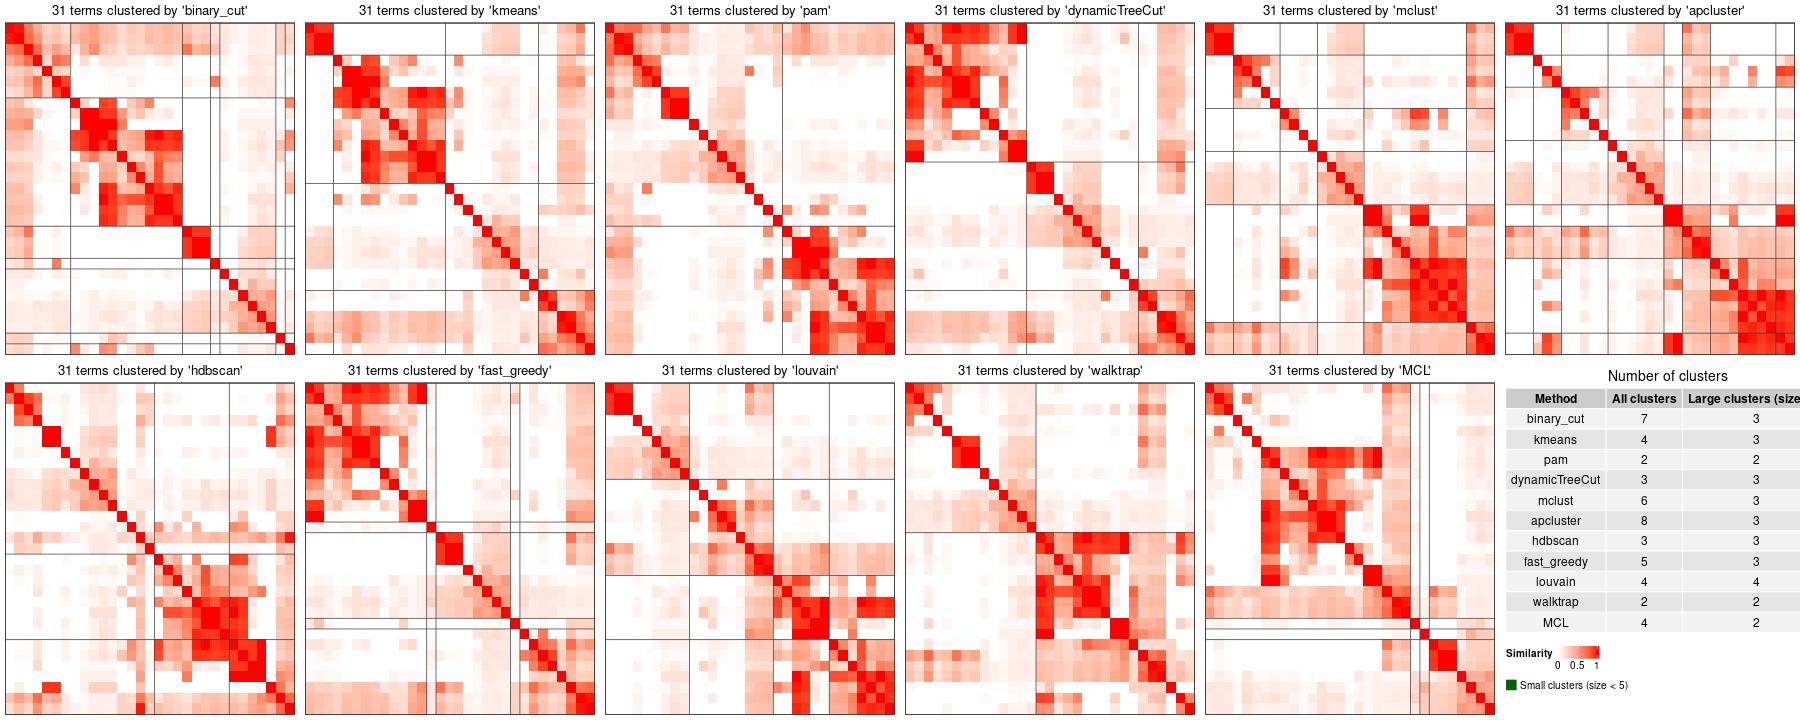 31 terms clustered by 'binary_cut'
31 terms clustered by 'kmeans'
31 terms clustered by 'pam'
31 terms clustered by 'dynamicTreeCut'
31 terms clustered by 'mclust'
31 terms clustered by 'apcluster'
31 terms clustered by 'hdbscan'
31 terms clustered by 'fast_greedy'
31 terms clustered by 'louvain'
31 terms clustered by 'walktrap'
31 terms clustered by 'MCL'
Number of clusters
Method All clusters Large clusters (size
binary_cut 7 3
kmeans 4 3
pam 2 2
dynamicTreeCut 3 3
mclust 6 3
apcluster 8 3
hdbscan 3 3
fast_greedy 5 3
louvain 4 4
walktrap 2 2
MCL 4 2
Similarity
0 0.5 1
Small clusters (size < 5)